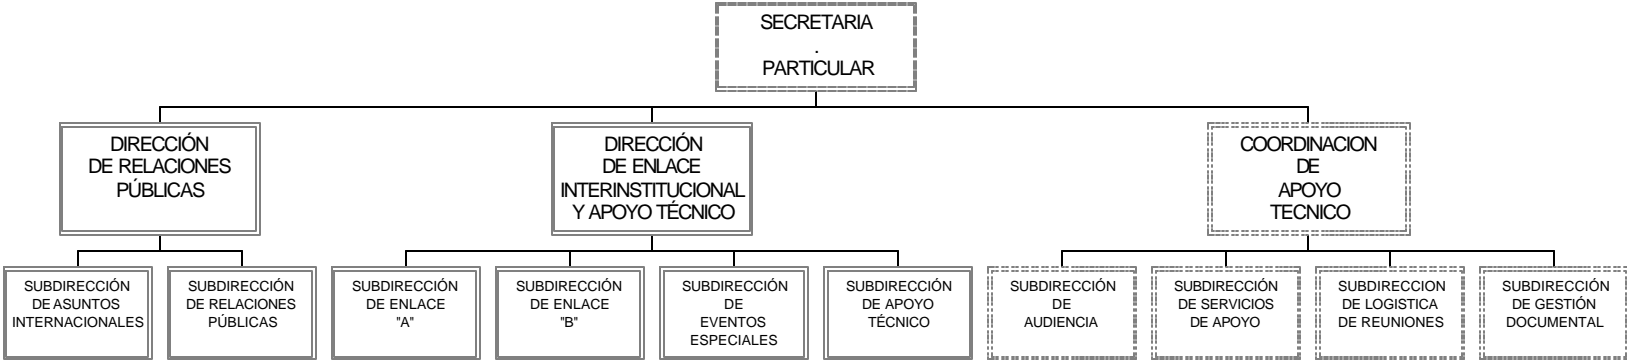 SECRETARIA
.
PARTICULAR
DIRECCIÓN
DE RELACIONES
PÚBLICAS
DIRECCIÓN
DE ENLACE
INTERINSTITUCIONAL
Y APOYO TÉCNICO
COORDINACION
DE
APOYO
TECNICO
SUBDIRECCIÓN
DE ASUNTOS
INTERNACIONALES
SUBDIRECCIÓN
DE RELACIONES
PÚBLICAS
SUBDIRECCIÓN
DE ENLACE
"A"
SUBDIRECCIÓN
DE ENLACE
"B"
SUBDIRECCIÓN
DE
EVENTOS
ESPECIALES
SUBDIRECCIÓN
DE APOYO
TÉCNICO
SUBDIRECCIÓN
DE
AUDIENCIA
SUBDIRECCIÓN
DE SERVICIOS
DE APOYO
SUBDIRECCION
DE LOGISTICA
DE REUNIONES
SUBDIRECCIÓN
DE GESTIÓN
DOCUMENTAL